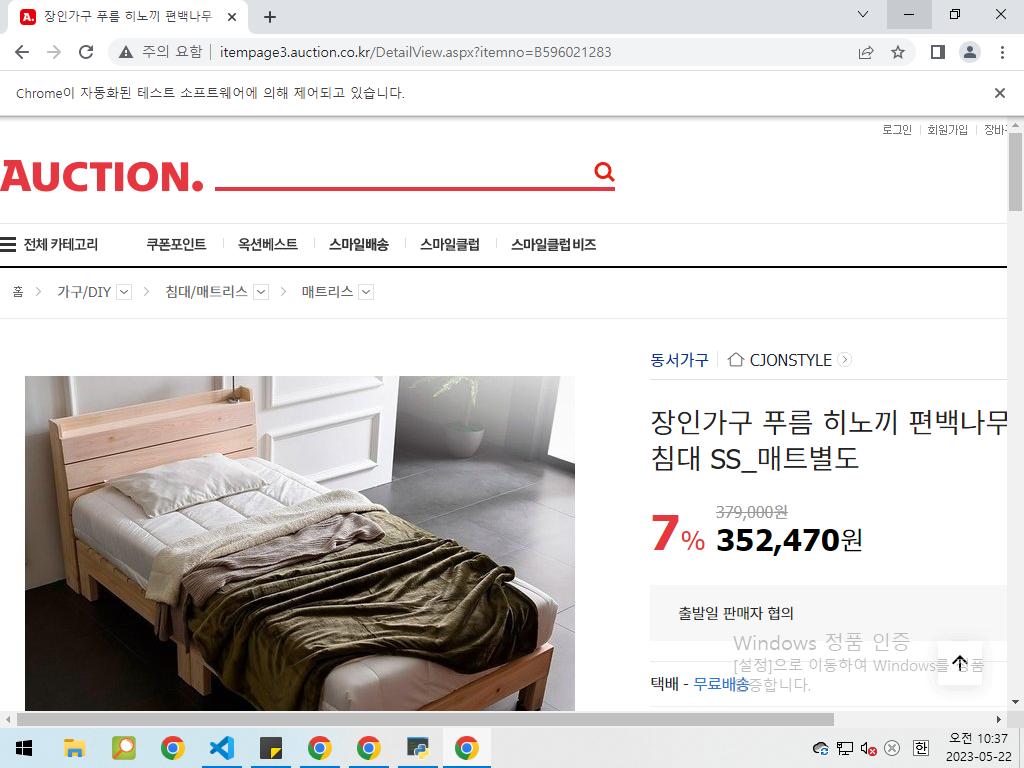 장인가구 푸름 히노끼 편백나무
주의 요함
itempage3.auction.co.kr/DetailView.aspx?itemno=B596021283
Chrome이 자동화된 테스트 소프트웨어에 의해 제어되고 있습니다.
로그인 회원가입 장바
AUCTION.
전체 카테고리 쿠폰포인트 옥션베스트 스마일배송 스마일클럽 스마일클럽 비즈
홈 가구/DIY 침대/매트리스 매트리스
동서가구 CJONSTYLE
장인가구 푸름 히노끼 편백나무
침대 SS_매트별도
379,000원
7% 352,470원
출발일 판매자 협의
Windows 정품 인증
[설정]으로 이동하여 Windows를 정품
인증합니다.
택배 - 무료배송
한
오전 10:37
2023-05-22